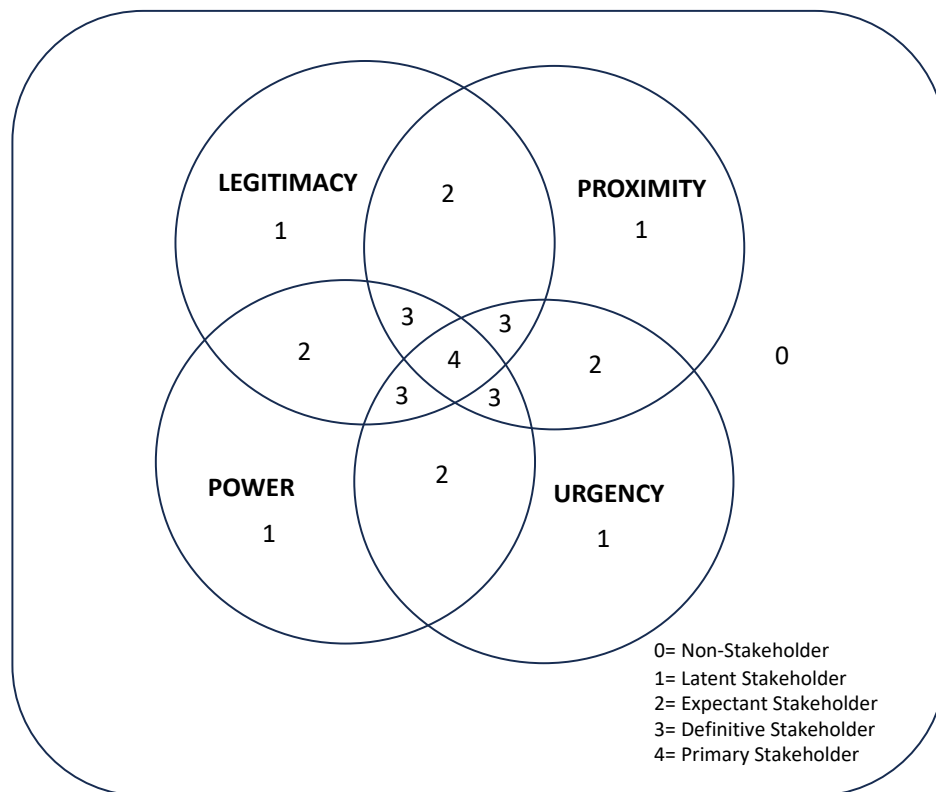 LEGITIMACY
1
2
PROXIMITY
1
3
3
2
4
2
0
3
3
POWER
1
2
URGENCY
1
0= Non-Stakeholder
1= Latent Stakeholder
2= Expectant Stakeholder
3= Definitive Stakeholder
4= Primary Stakeholder